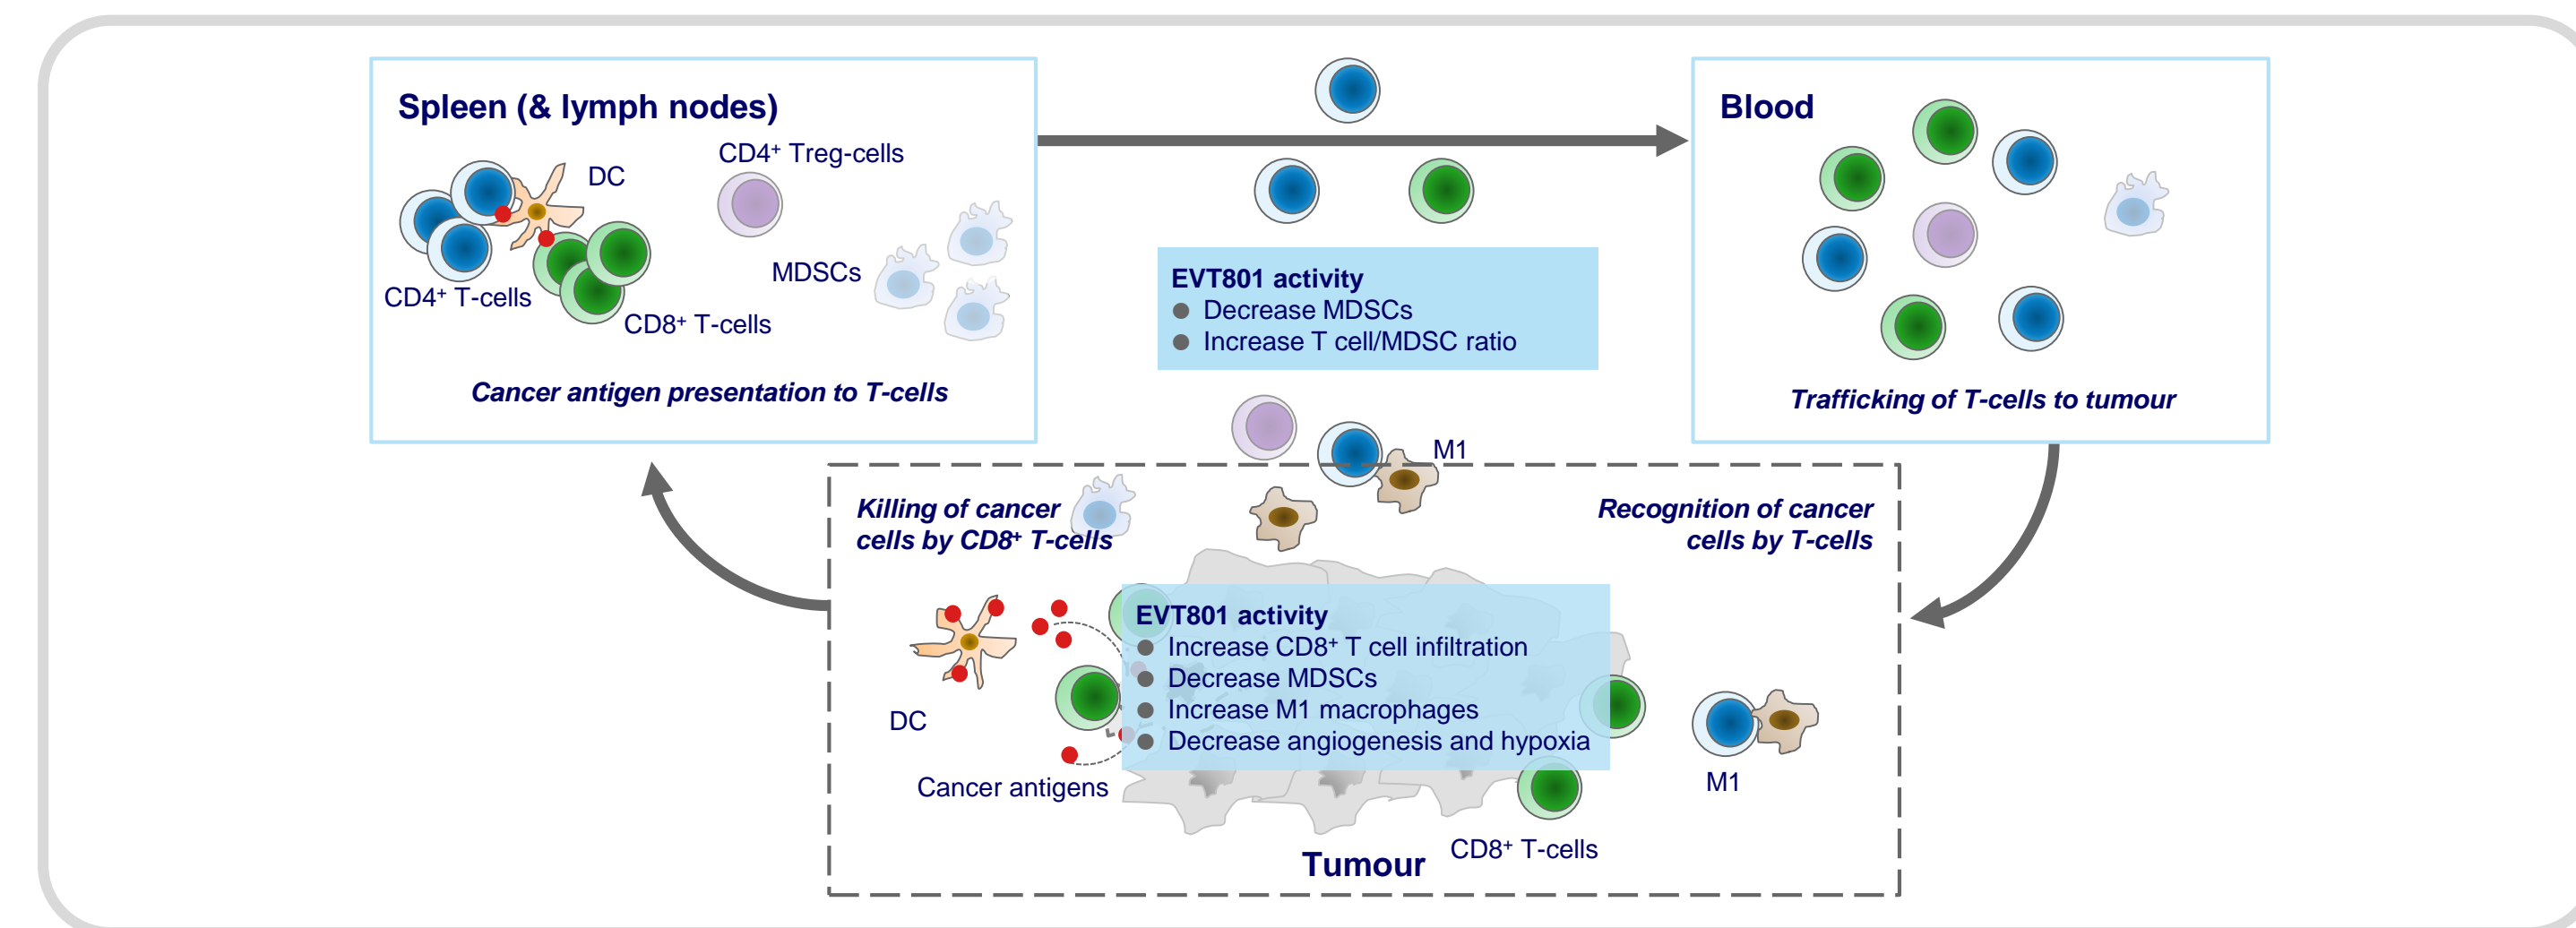 Spleen (& lymph nodes)
CD4⁺ Treg-cells
DC
MDSCs
CD4⁺ T-cells
CD8⁺ T-cells
Cancer antigen presentation to T-cells
EVT801 activity
● Decrease MDSCs
● Increase T cell/MDSC ratio
Blood
Trafficking of T-cells to tumour
M1
Killing of cancer
cells by CD8⁺ T-cells
Recognition of cancer
cells by T-cells
EVT801 activity
● Increase CD8⁺ T cell infiltration
● Decrease MDSCs
● Increase M1 macrophages
● Decrease angiogenesis and hypoxia
DC
Cancer antigens
M1
CD8⁺ T-cells
Tumour